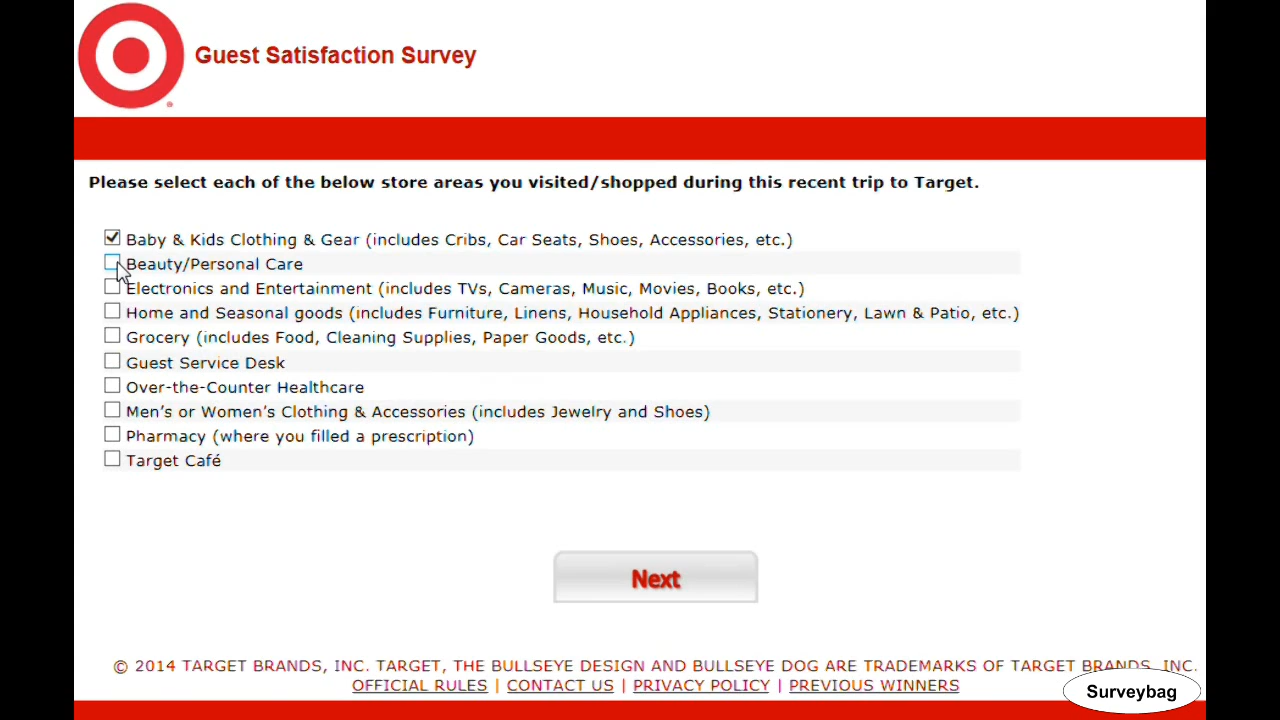 Guest Satisfaction Survey
Please select each of the below store areas you visited/shopped during this recent trip to Target.
Baby & Kids Clothing & Gear (includes Cribs, Car Seats, Shoes, Accessories, etc.)
Beauty/Personal Care
Electronics and Entertainment (includes TVs, Cameras, Music, Movies, Books, etc.)
Home and Seasonal goods (includes Furniture, Linens, Household Appliances, Stationery, Lawn & Patio, etc.)
Grocery (includes Food, Cleaning Supplies, Paper Goods, etc.)
Guest Service Desk
Over-the-Counter Healthcare
Men's or Women's Clothing & Accessories (includes Jewelry and Shoes)
Pharmacy (where you filled a prescription)
Target Café
Next
© 2014 TARGET BRANDS, INC. TARGET, THE BULLSEYE DESIGN AND BULLSEYE DOG ARE TRADEMARKS OF TARGET BRANDS, INC.
OFFICIAL RULES | CONTACT US | PRIVACY POLICY | PREVIOUS WINNERS
Surveybag